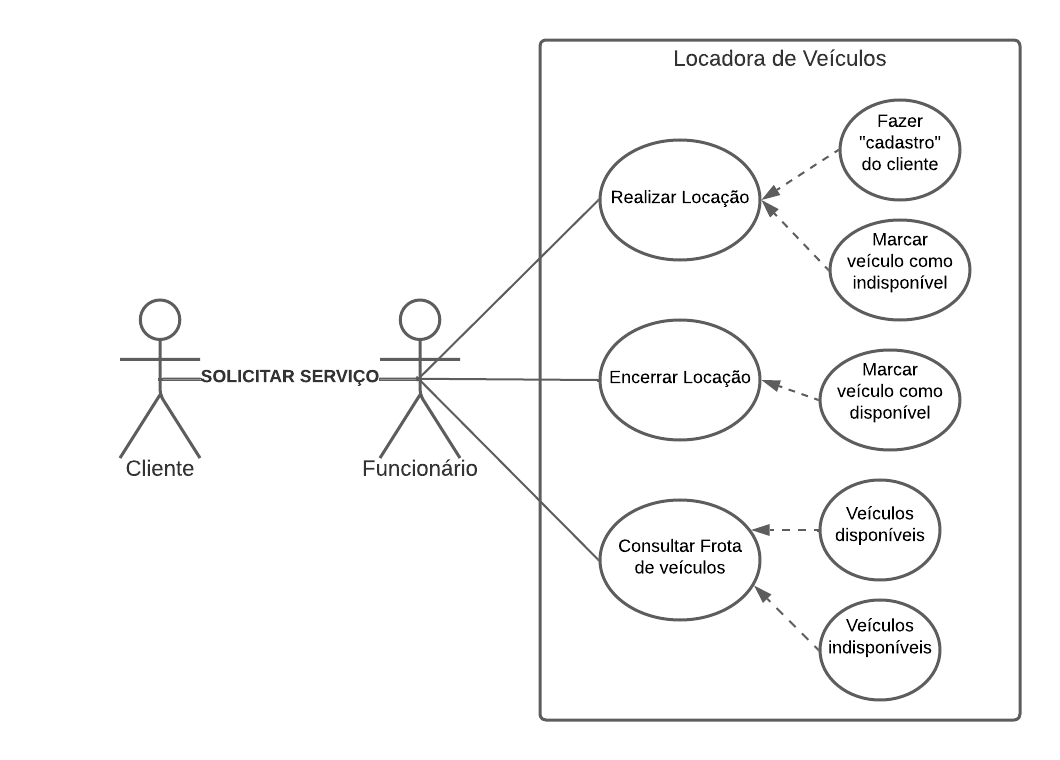 Locadora de Veículos
Fazer
"cadastro"
do cliente
Realizar Locação
Marcar
veículo como
indisponível
SOLICITAR SERVIÇO
Encerrar Locação
Marcar
veículo como
disponível
Cliente
Funcionário
Consultar Frota
de veículos
Veículos
disponíveis
Veículos
indisponíveis